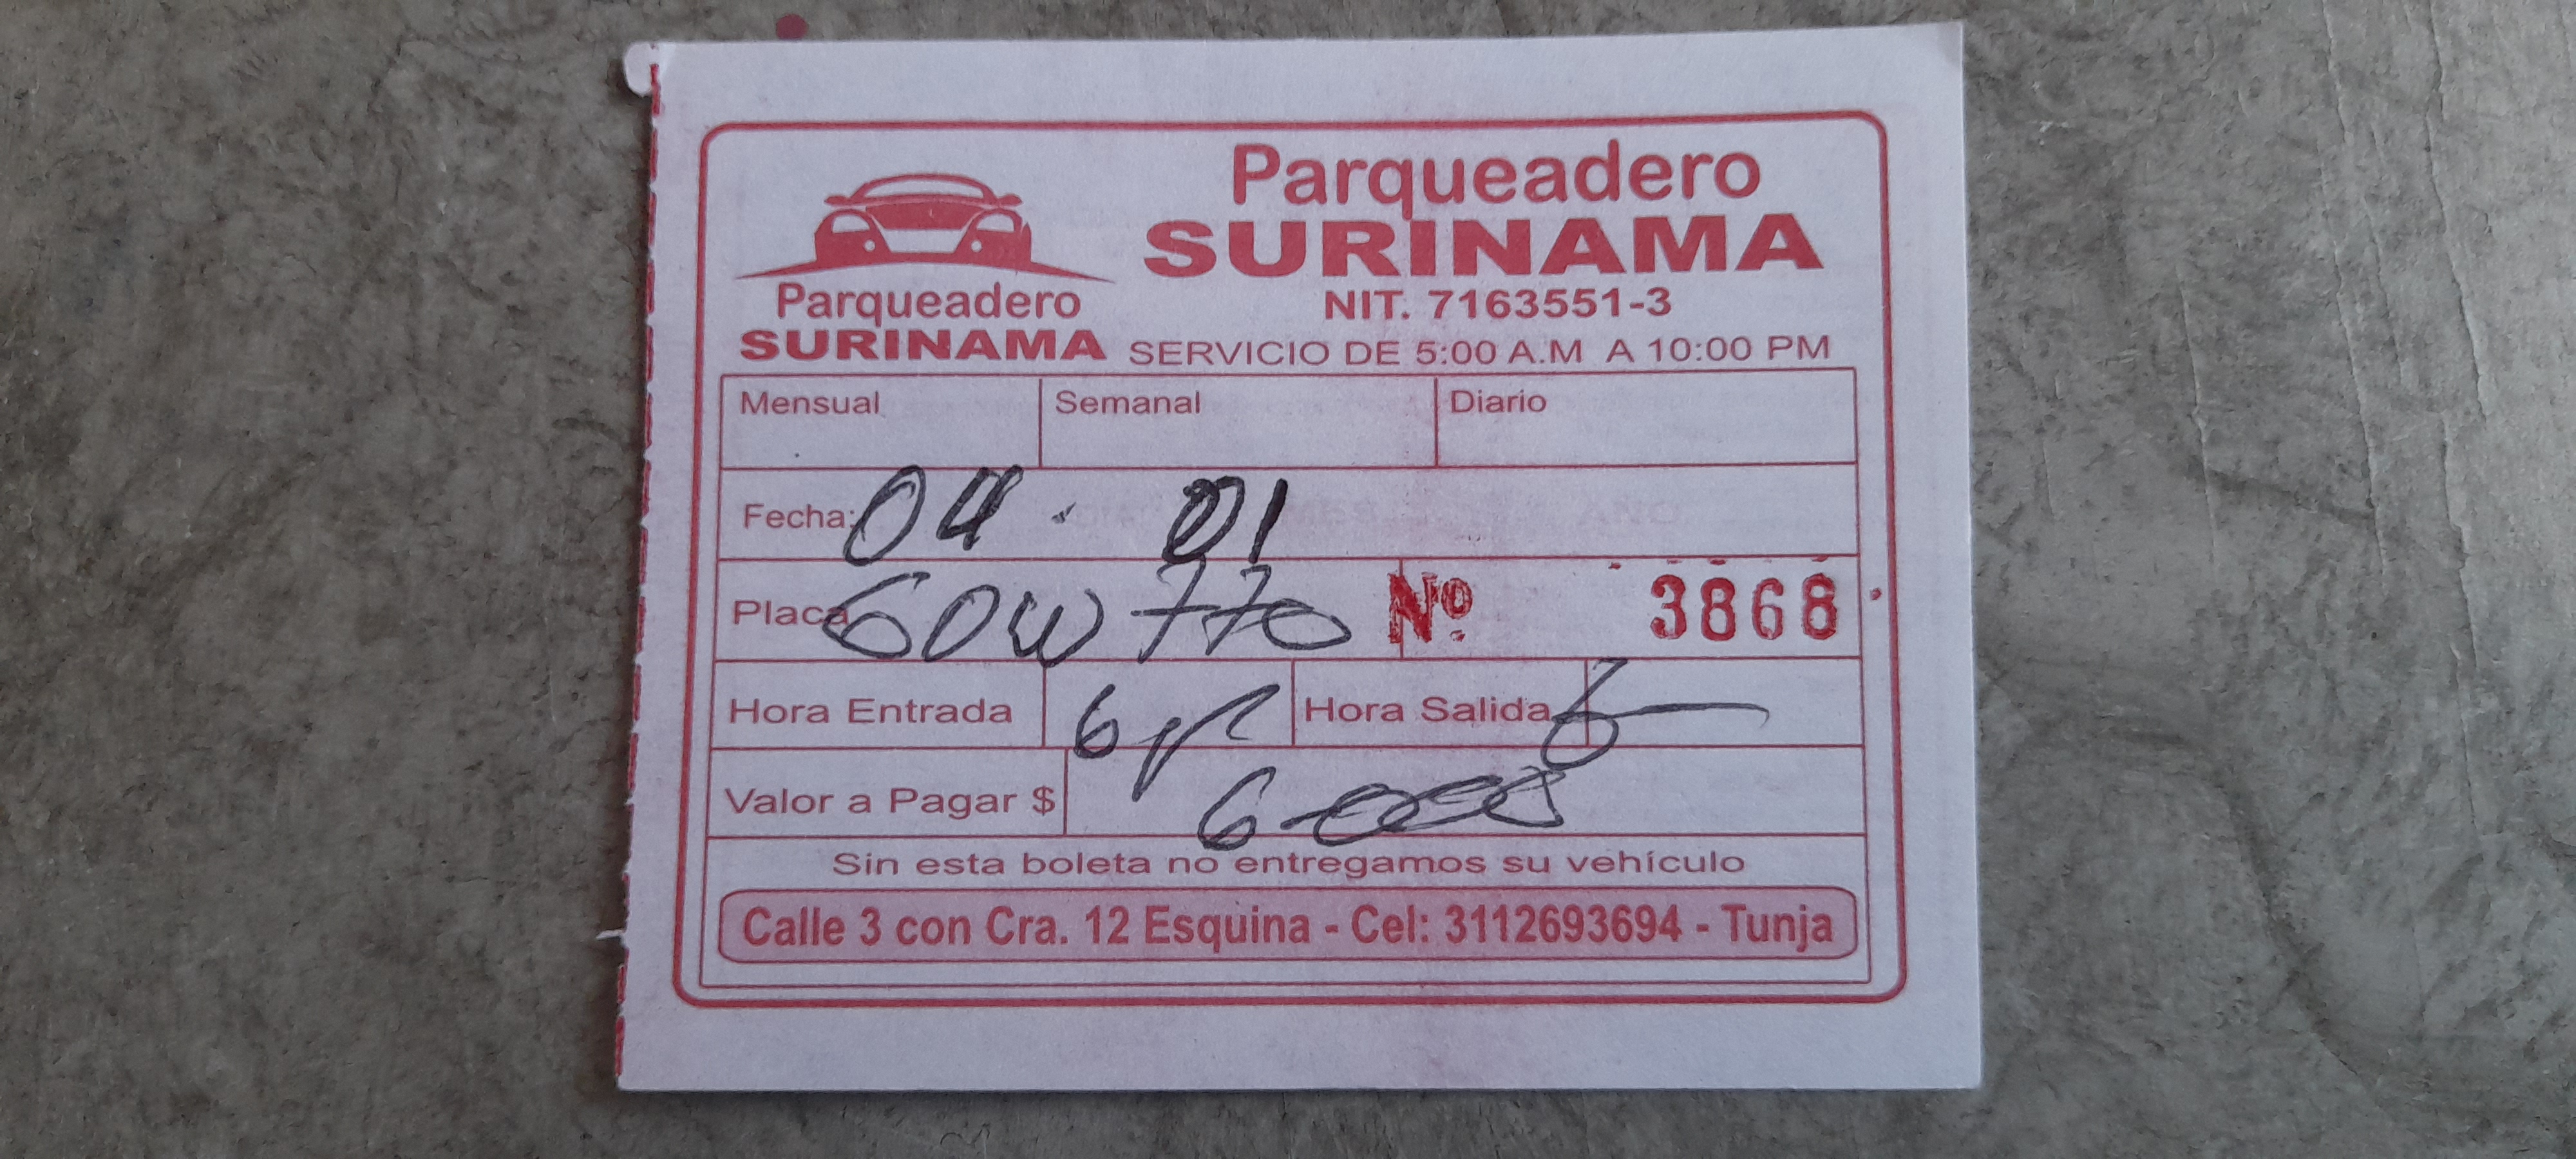 Parqueadero
SURINAMA
NIT. 7163551-3
Parqueadero
SURINAMA
SERVICIO DE 5:00 A.M A 10:00 PM
Mensual Semanal Diario
Fecha: 04 · 01
Placa GOW 770 Nº 3868
Hora Entrada 6 Hora Salida
Valor a Pagar $ 6000
Sin esta boleta no entregamos su vehículo
Calle 3 con Cra. 12 Esquina - Cel: 3112693694 - Tunja